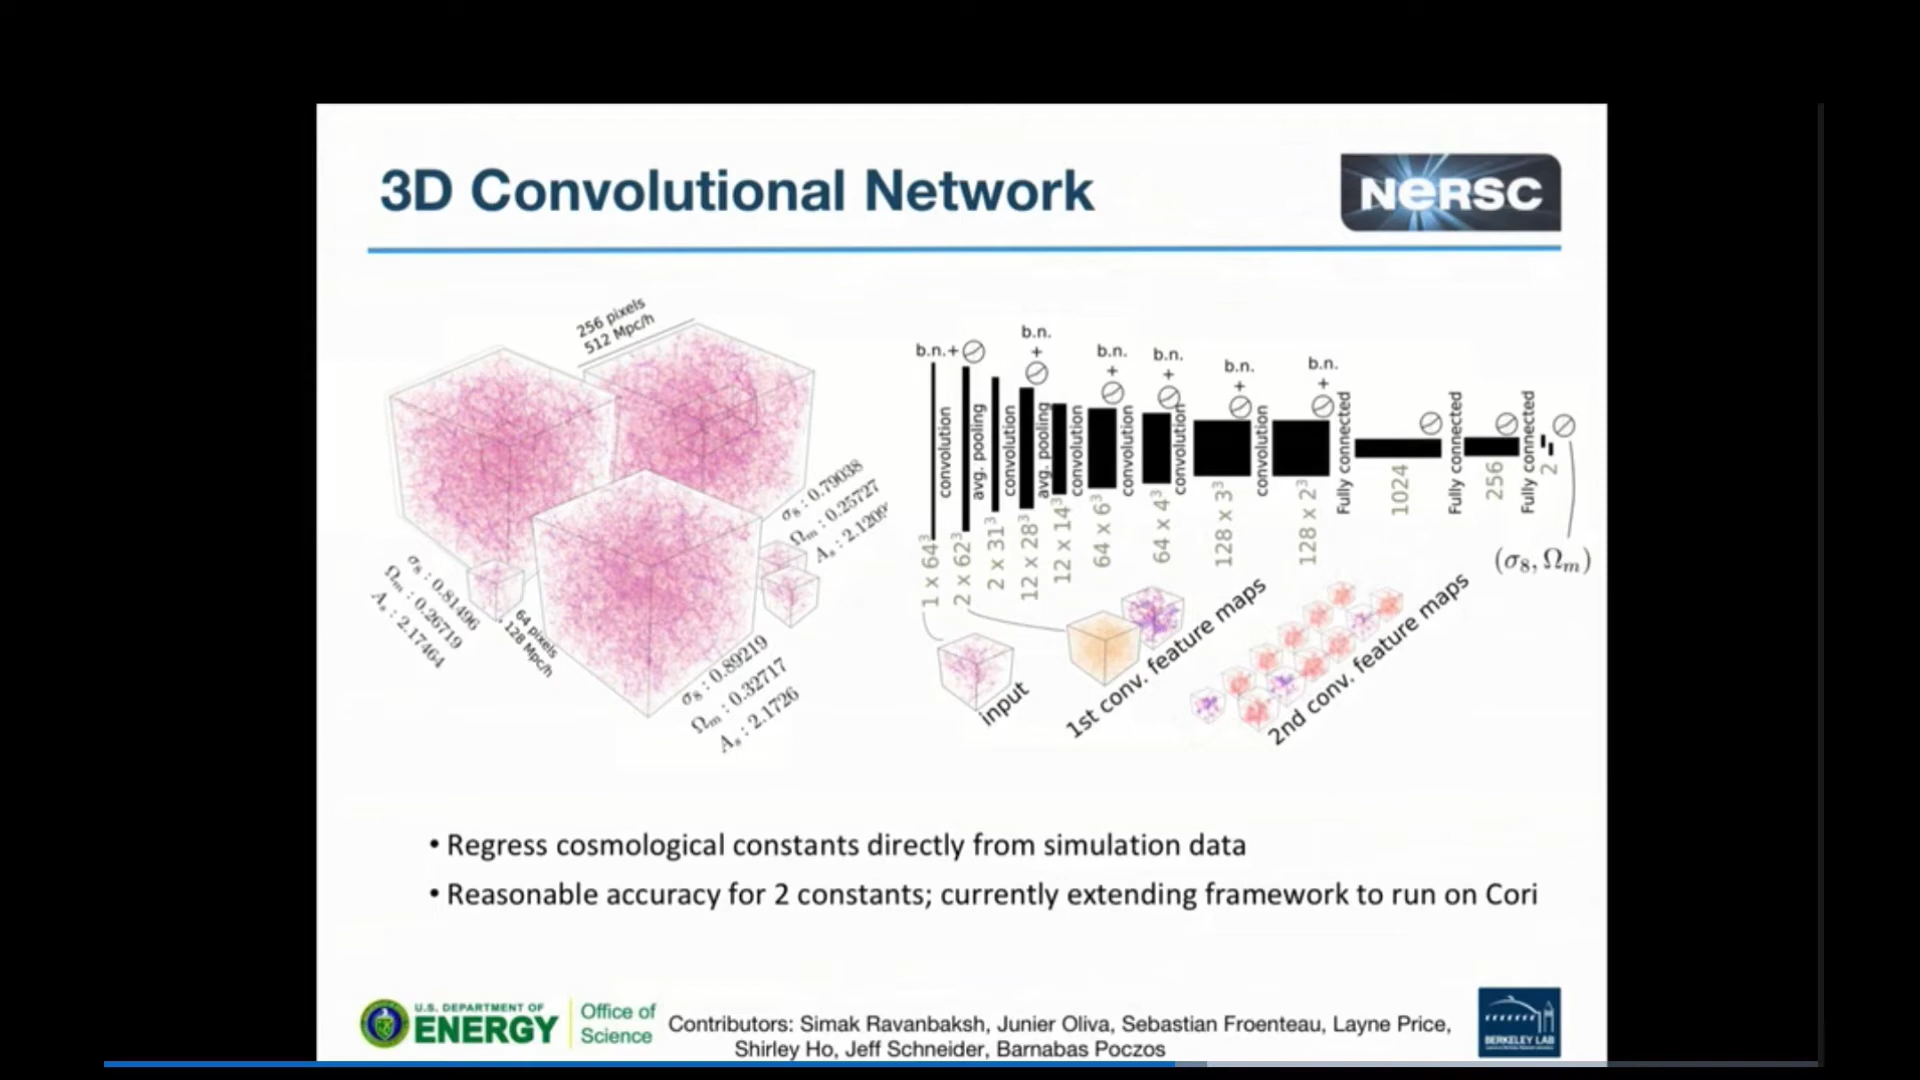 3D Convolutional Network
NERSC
256 pixels
512 Mpc/h
σ₈ : 0.79038
Ωₘ : 0.25727
Aₛ : 2.1209
σ₈ : 0.81496
Ωₘ : 0.26719
Aₛ : 2.17464
64 pixels
128 Mpc/h
σ₈ : 0.89219
Ωₘ : 0.32717
Aₛ : 2.1726
b.n.+
b.n.
+
b.n.
+
b.n.
+
b.n.
+
b.n.
+
convolution
avg. pooling
convolution
avg. pooling
convolution
convolution
convolution
convolution
Fully connected
Fully connected
Fully connected
1 x 64³
2 x 62³
2 x 31³
12 x 28³
12 x 14³
64 x 6³
64 x 4³
128 x 3³
128 x 2³
1024
256
2
(σ₈, Ωₘ)
input
1st conv. feature maps
2nd conv. feature maps
• Regress cosmological constants directly from simulation data
• Reasonable accuracy for 2 constants; currently extending framework to run on Cori
U.S. DEPARTMENT OF
ENERGY
Office of
Science
Contributors: Simak Ravanbaksh, Junier Oliva, Sebastian Froenteau, Layne Price,
Shirley Ho, Jeff Schneider, Barnabas Poczos
BERKELEY LAB